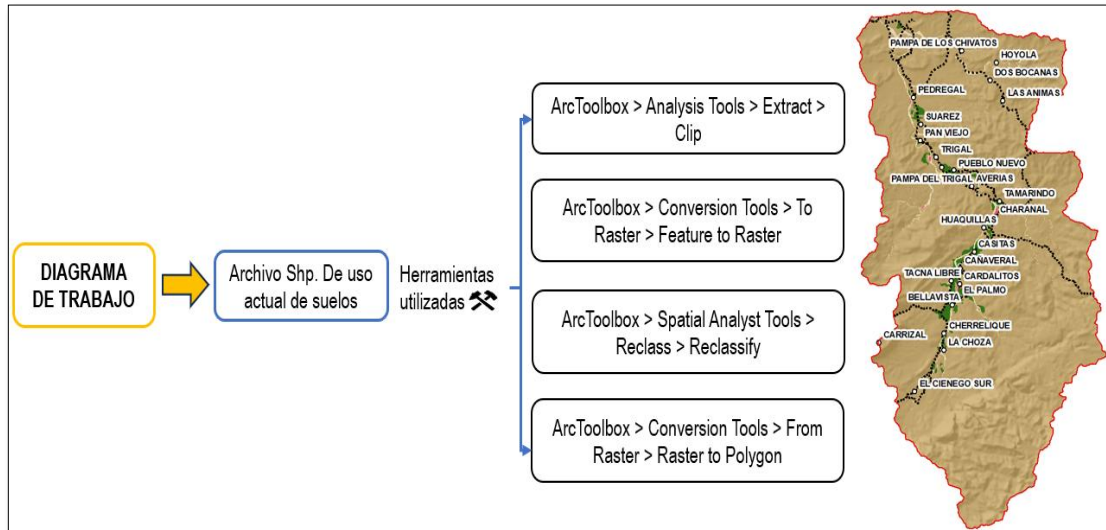 DIAGRAMA
DE TRABAJO
Archivo Shp. De uso
actual de suelos
Herramientas
utilizadas
ArcToolbox > Analysis Tools > Extract >
Clip
ArcToolbox > Conversion Tools > To
Raster > Feature to Raster
ArcToolbox > Spatial Analyst Tools >
Reclass > Reclassify
ArcToolbox > Conversion Tools > From
Raster > Raster to Polygon
PAMPA DE LOS CHIVATOS
HOYOLA
DOS BOCANAS
LAS ANIMAS
PEDREGAL
SUAREZ
PAN VIEJO
TRIGAL
PUEBLO NUEVO
PAMPA DEL TRIGAL
AVERIAS
TAMARINDO
CHARANAL
HUAQUILLAS
CASITAS
CAÑAVERAL
TACNA LIBRE
CARDALITOS
EL PALMO
BELLAVISTA
CHERRELIQUE
CARRIZAL
LA CHOZA
EL CIENEGO SUR